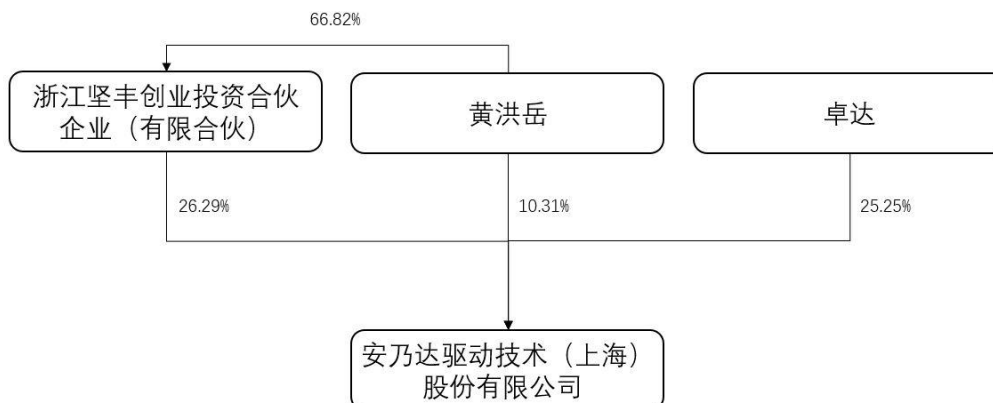 66.82%
浙江坚丰创业投资合伙
企业（有限合伙）
黄洪岳
卓达
26.29%
10.31%
25.25%
安乃达驱动技术（上海）
股份有限公司